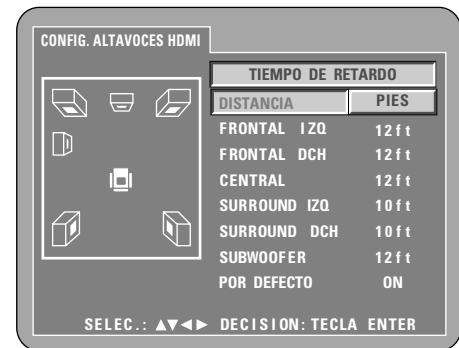 CONFIG. ALTAVOCES HDMI
TIEMPO DE RETARDO
DISTANCIA PIES
FRONTAL IZQ 12ft
FRONTAL DCH 12ft
CENTRAL 12ft
SURROUND IZQ 10ft
SURROUND DCH 10ft
SUBWOOFER 12ft
POR DEFECTO ON
SELEC.: ▲▼◄► DECISION: TECLA ENTER